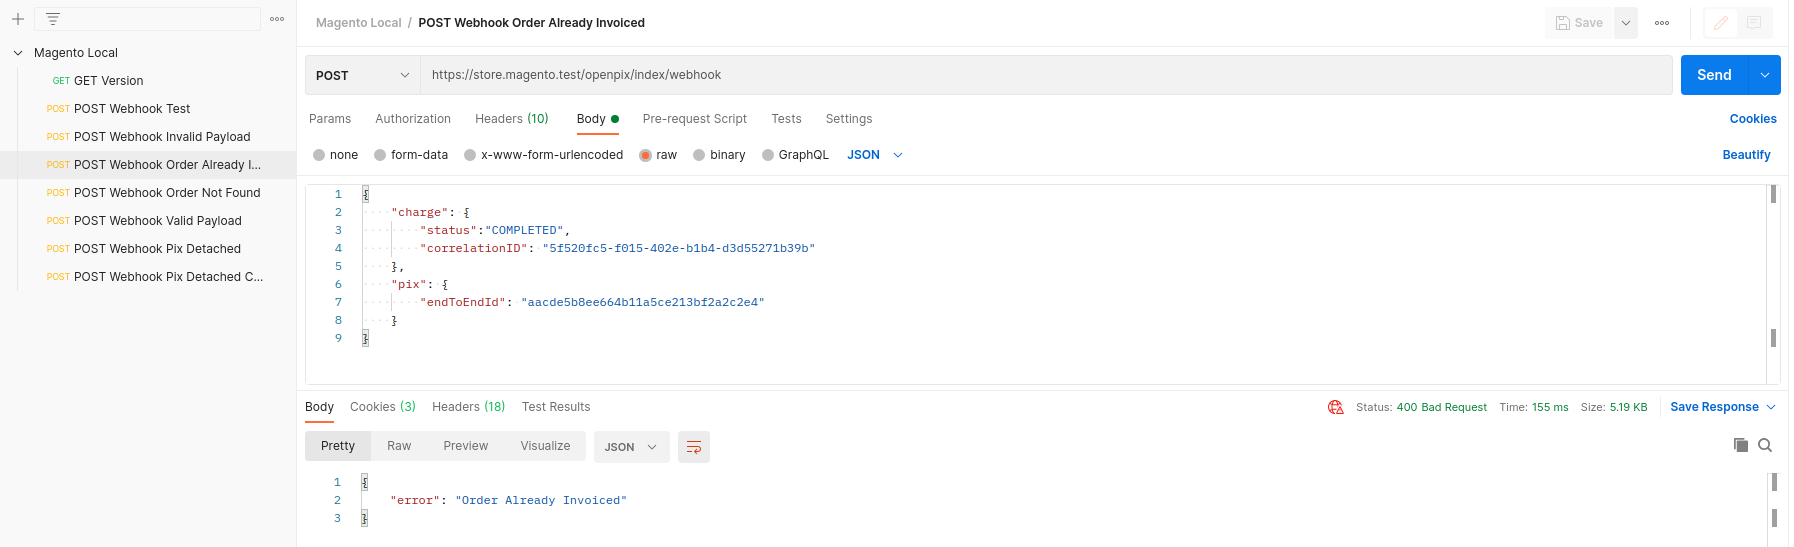 Magento Local
GET GET Version
POST POST Webhook Test
POST POST Webhook Invalid Payload
POST POST Webhook Order Already I...
POST POST Webhook Order Not Found
POST POST Webhook Valid Payload
POST POST Webhook Pix Detached
POST POST Webhook Pix Detached C...
Magento Local / POST Webhook Order Already Invoiced
Save
POST https://store.magento.test/openpix/index/webhook Send
Params Authorization Headers (10) Body Pre-request Script Tests Settings Cookies
none form-data x-www-form-urlencoded raw binary GraphQL JSON Beautify
1 {
2 "charge": {
3 "status":"COMPLETED",
4 "correlationID": "5f520fc5-f015-402e-b1b4-d3d55271b39b"
5 },
6 "pix": {
7 "endToEndId": "aacde5b8ee664b11a5ce213bf2a2c2e4"
8 }
9 }
Body Cookies (3) Headers (18) Test Results Status: 400 Bad Request Time: 155 ms Size: 5.19 KB Save Response
Pretty Raw Preview Visualize JSON
1 {
2 "error": "Order Already Invoiced"
3 }